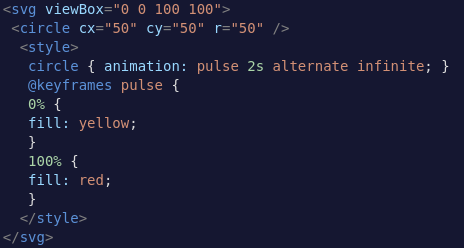 <svg viewBox="0 0 100 100">
<circle cx="50" cy="50" r="50" />
<style>
circle { animation: pulse 2s alternate infinite; }
@keyframes pulse {
0% {
fill: yellow;
}
100% {
fill: red;
}
</style>
</svg>